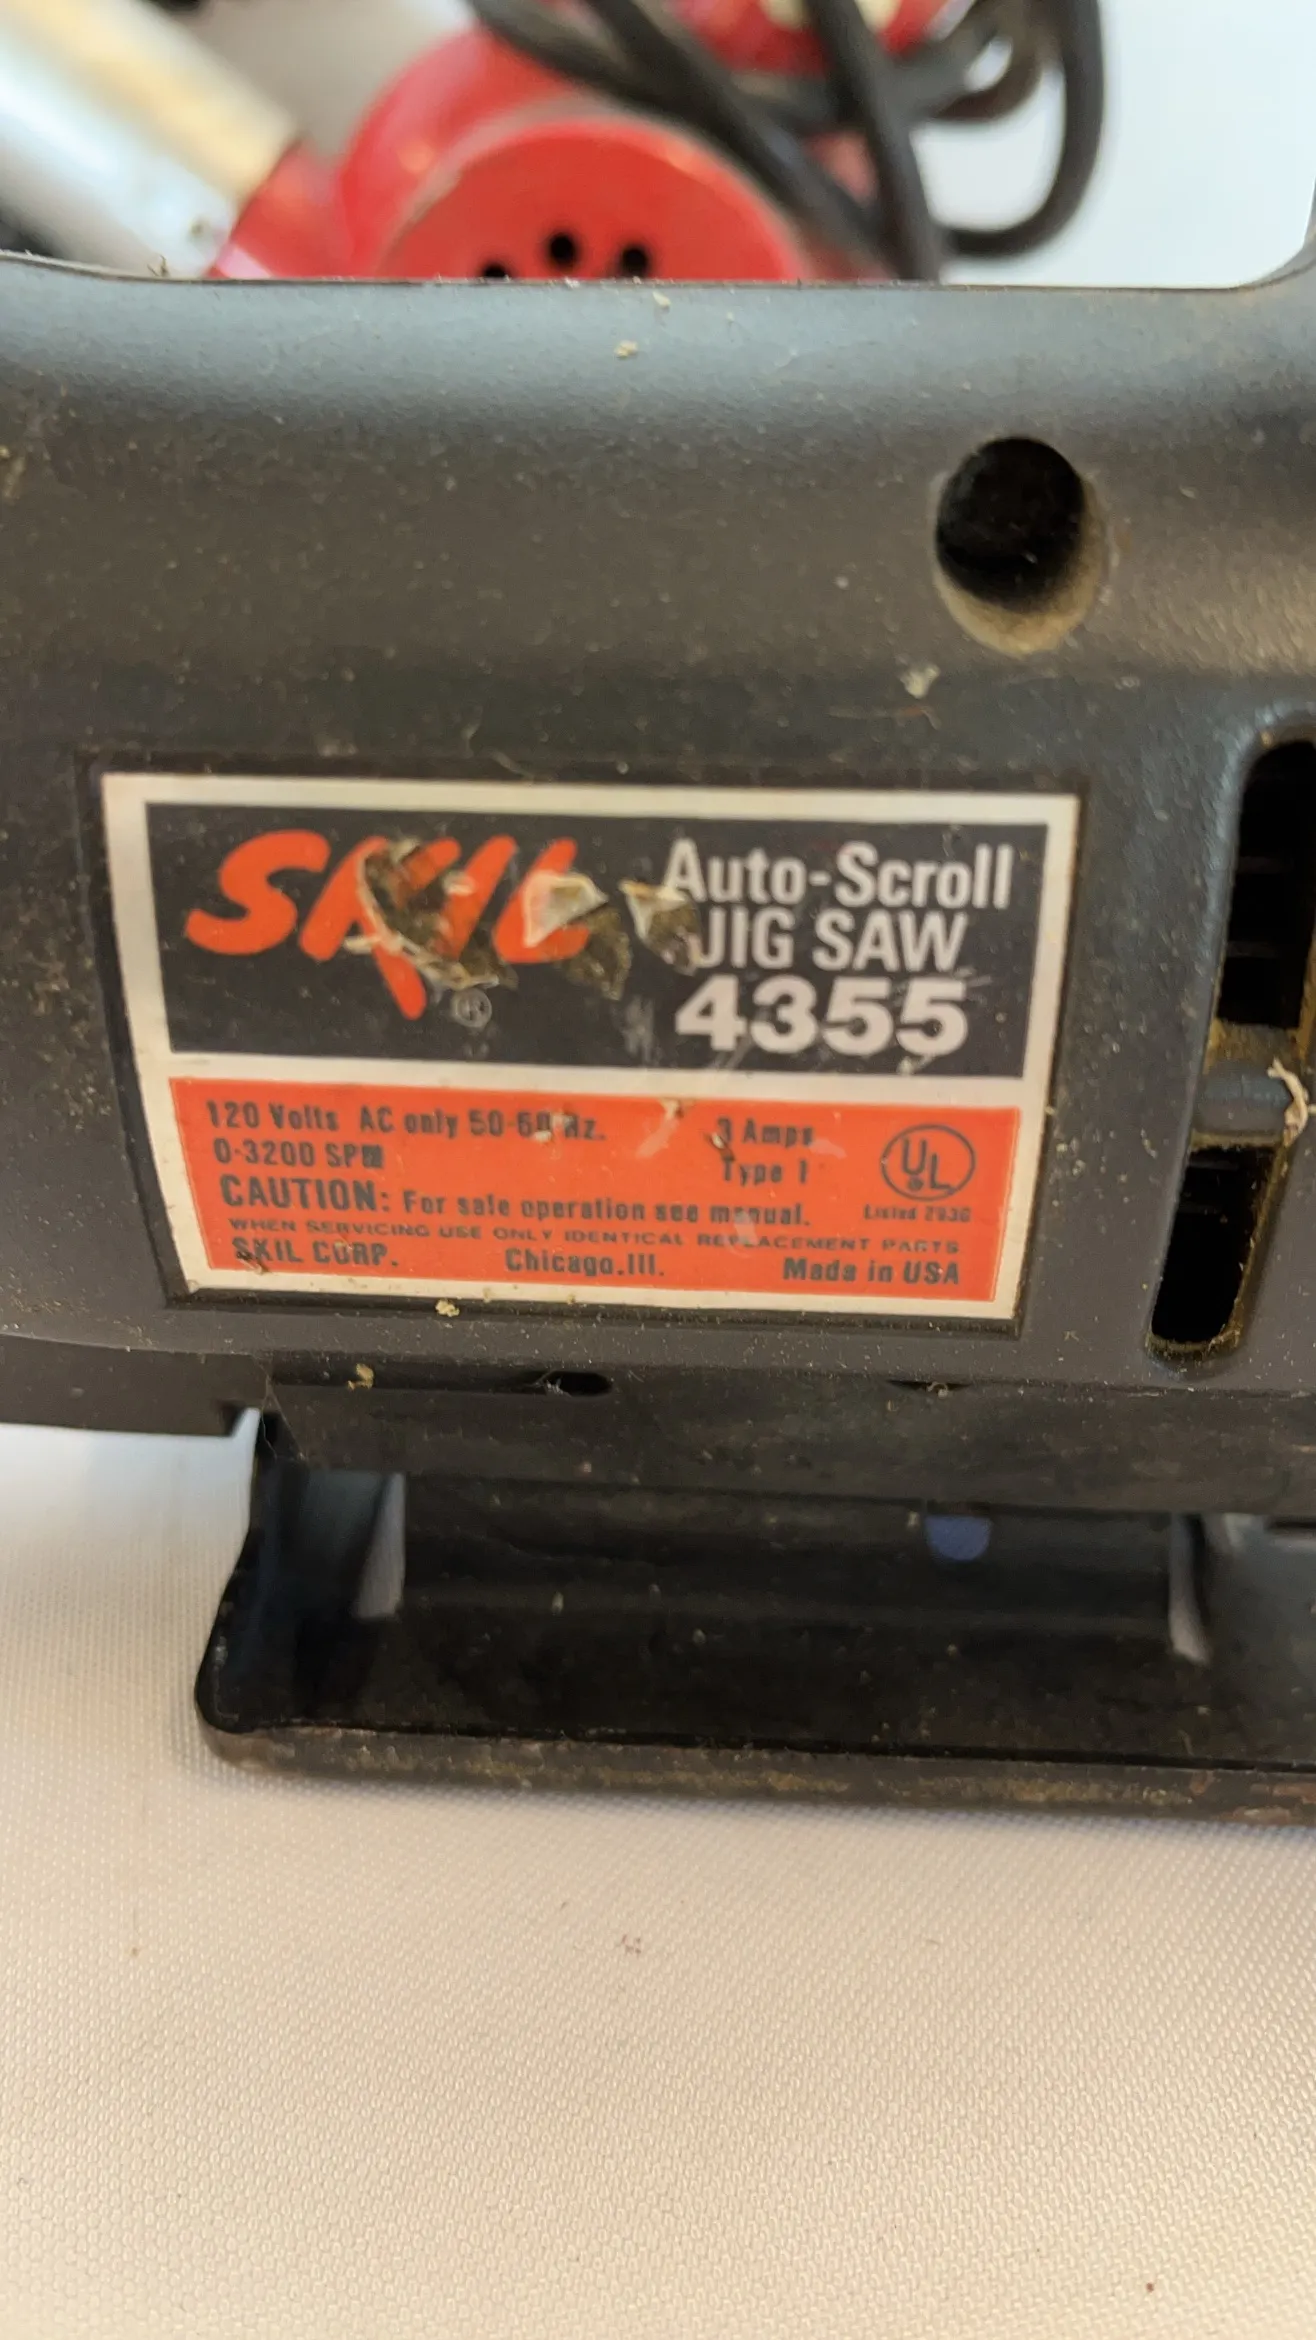 SKIL
®
Auto-Scroll
JIG SAW
4355
120 Volts AC only 50-60 Hz.
3 Amps
0-3200 SPM
Type 1
UL
CAUTION: For safe operation see manual.
Listed
WHEN SERVICING USE ONLY IDENTICAL REPLACEMENT PARTS
SKIL CORP. Chicago.Ill. Made in USA